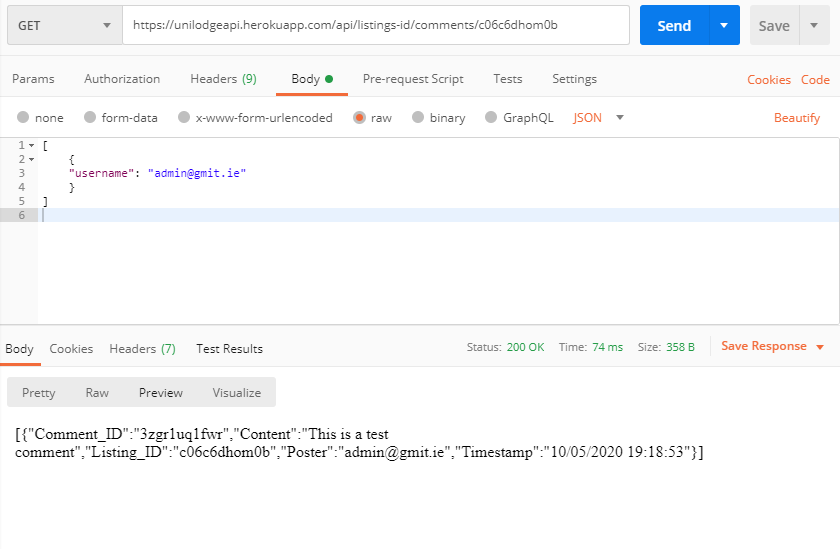 GET https://unilodgeapi.herokuapp.com/api/listings-id/comments/c06c6dhom0b Send Save
Params Authorization Headers (9) Body Pre-request Script Tests Settings Cookies Code
none form-data x-www-form-urlencoded raw binary GraphQL JSON Beautify
1 [
2 {
3 "username": "admin@gmit.ie"
4 }
5 ]
6
Body Cookies Headers (7) Test Results Status: 200 OK Time: 74 ms Size: 358 B Save Response
Pretty Raw Preview Visualize
[{"Comment_ID":"3zgr1uq1fwr","Content":"This is a test
comment","Listing_ID":"c06c6dhom0b","Poster":"admin@gmit.ie","Timestamp":"10/05/2020 19:18:53"}]